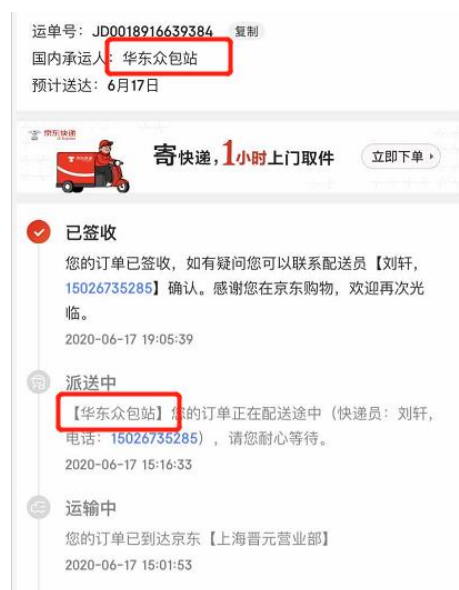 运单号：JD0018916639384 复制
国内承运人：华东众包站
预计送达：6月17日
京东快递
寄快递，1小时上门取件 立即下单
已签收
您的订单已签收，如有疑问您可以联系配送员【刘轩，
15026735285】确认。感谢您在京东购物，欢迎再次光
临。
2020-06-17 19:05:39
派送中
【华东众包站】您的订单正在配送途中（快递员：刘轩，
电话：15026735285），请您耐心等待。
2020-06-17 15:16:33
运输中
您的订单已到达京东【上海晋元营业部】
2020-06-17 15:01:53